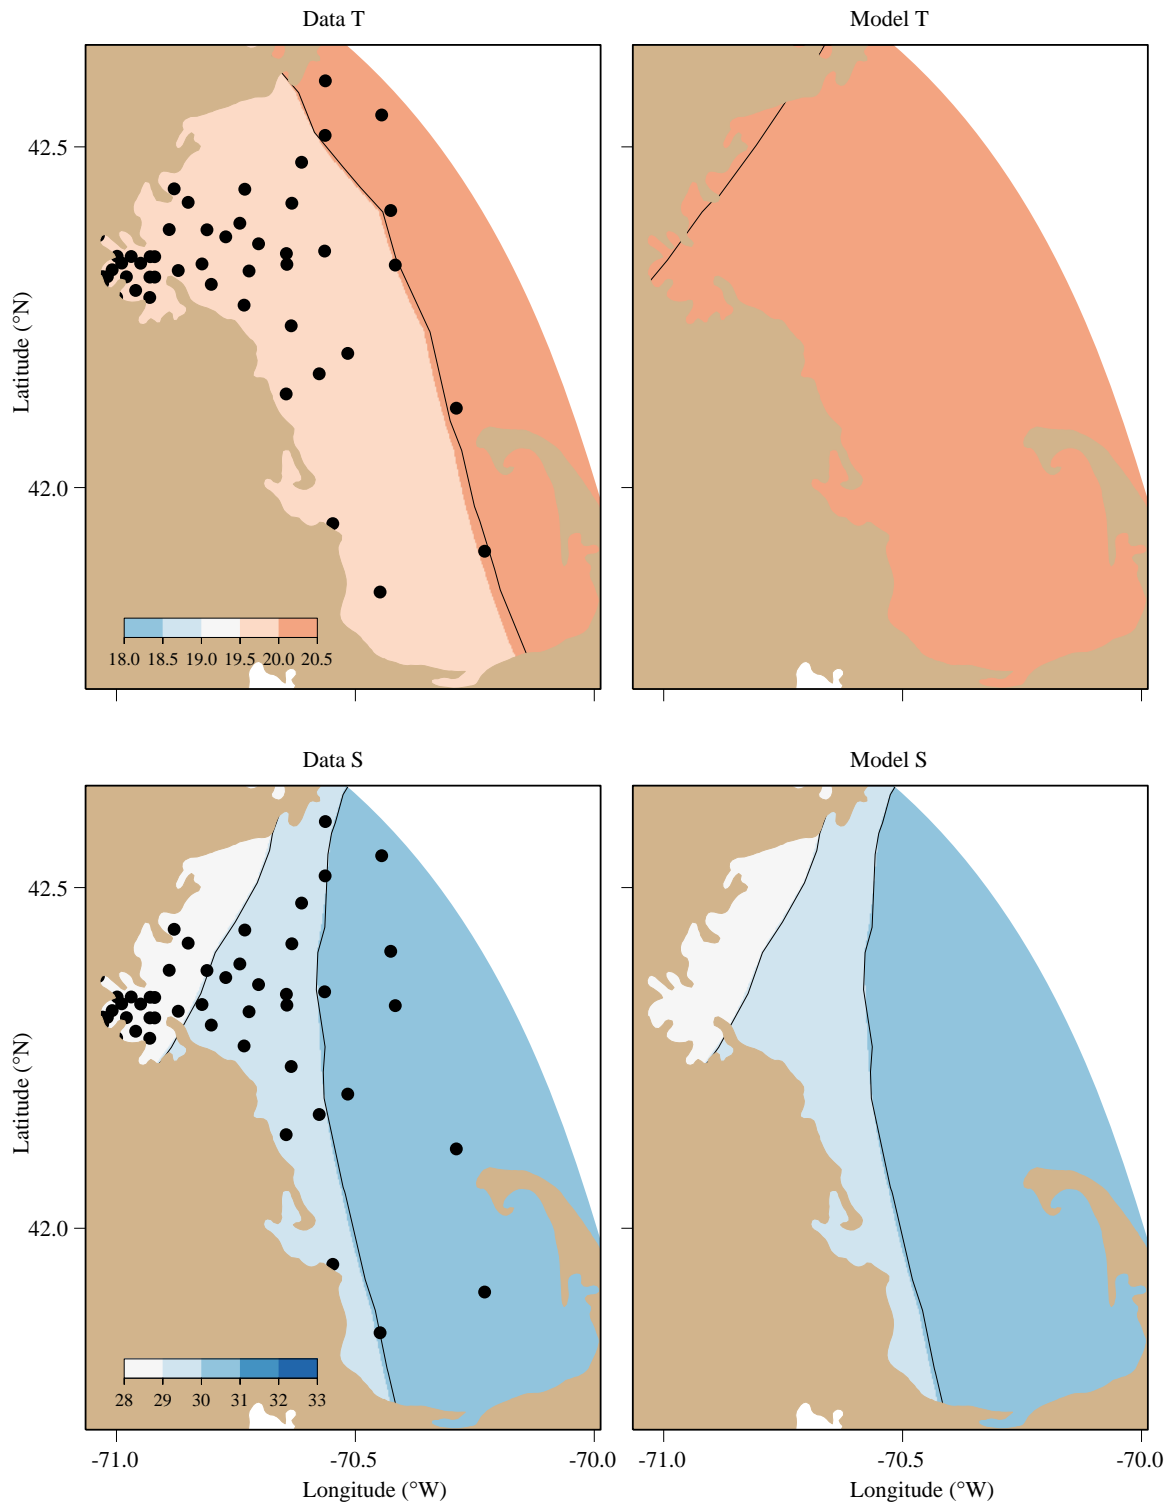 Data T
Model T
42.5
42.0
Latitude (°N)
18.0 18.5 19.0 19.5 20.0 20.5
Data S
Model S
42.5
42.0
Latitude (°N)
28 29 30 31 32 33
-71.0 -70.5 -70.0
-71.0 -70.5 -70.0
Longitude (°W)
Longitude (°W)